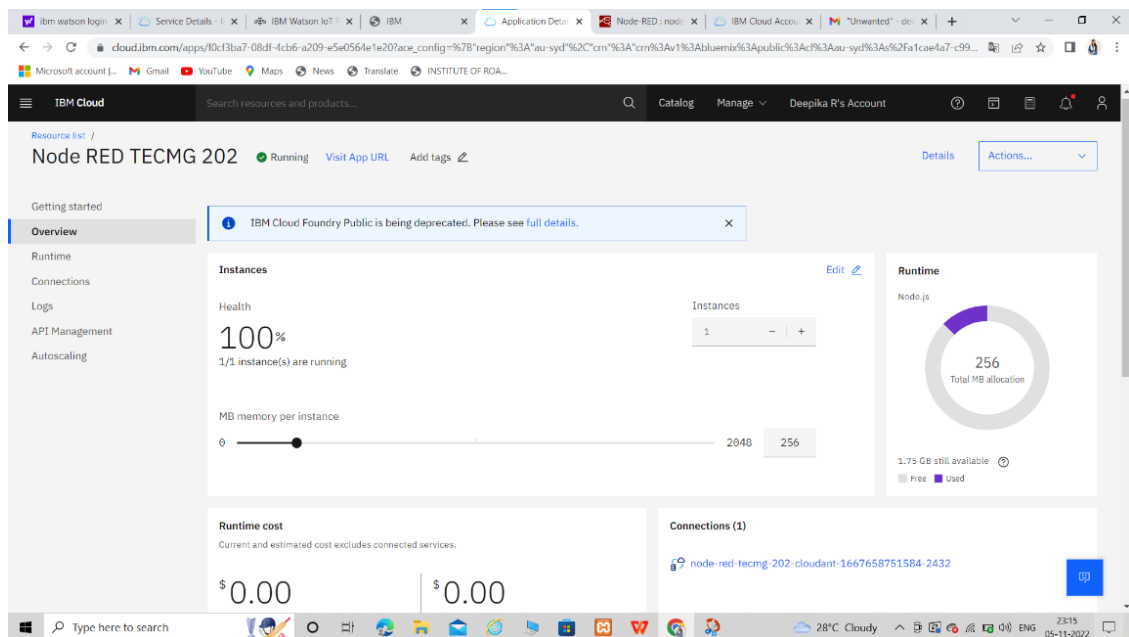 ibm watson login
Service Details - I
IBM Watson IoT P
IBM
Application Detail
Node-RED : node
IBM Cloud Accou
"Unwanted" - dee
cloud.ibm.com/apps/f0cf3ba7-08df-4cb6-a209-e5e0564e1e20?ace_config=%7B"region"%3A"au-syd"%2C"crn"%3A"crn%3Av1%3Abluemix%3Apublic%3Acf%3Aau-syd%3As%2Fa1cae4a7-c99...
Microsoft account |...
Gmail
YouTube
Maps
News
Translate
INSTITUTE OF ROA...
IBM Cloud
Search resources and products...
Catalog
Manage
Deepika R's Account
Resource list /
Node RED TECMG 202
Running
Visit App URL
Add tags
Details
Actions...
Getting started
Overview
Runtime
Connections
Logs
API Management
Autoscaling
IBM Cloud Foundry Public is being deprecated. Please see full details.
Instances
Edit
Health
100%
1/1 instance(s) are running
Instances
1
MB memory per instance
0
2048
256
Runtime
Node.js
256
Total MB allocation
1.75 GB still available
Free
Used
Runtime cost
Current and estimated cost excludes connected services.
$0.00
$0.00
Connections (1)
node-red-tecmg-202-cloudant-1667658751584-2432
Type here to search
28°C Cloudy
ENG
23:15
05-11-2022